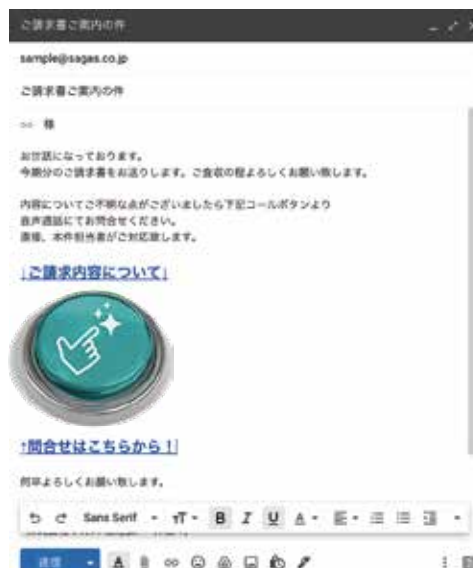 ご請求書ご案内の件
sample@sagas.co.jp
ご請求書ご案内の件
○○ 様
お世話になっております。
今期分のご請求書をお送りします。ご査収の程よろしくお願い致します。
内容についてご不明な点がございましたら下記コールボタンより
音声通話にてお問合せください。
直接、本件担当者がご対応致します。
↓ご請求内容について↓
↑問合せはこちらから！
何卒よろしくお願い致します。
Sans Serif
送信